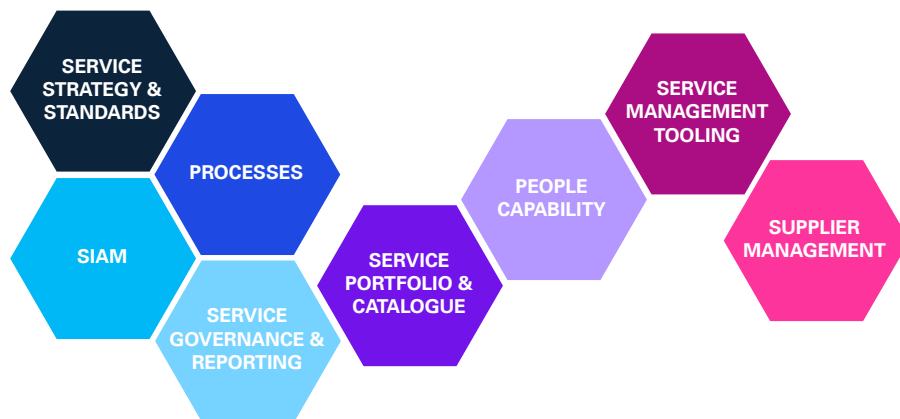 SERVICE
STRATEGY &
STANDARDS
PROCESSES
SIAM
SERVICE
GOVERNANCE &
REPORTING
SERVICE
PORTFOLIO &
CATALOGUE
PEOPLE
CAPABILITY
SERVICE
MANAGEMENT
TOOLING
SUPPLIER
MANAGEMENT